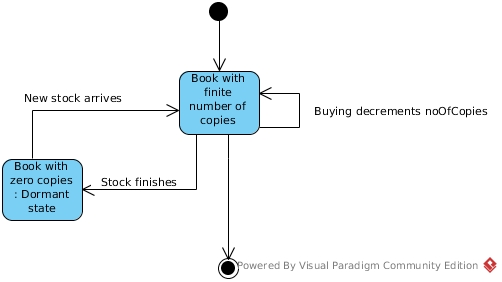 Book with
finite
number of
copies
New stock arrives
Buying decrements noOfCopies
Book with
zero copies
: Dormant
state
Stock finishes
Powered By Visual Paradigm Community Edition